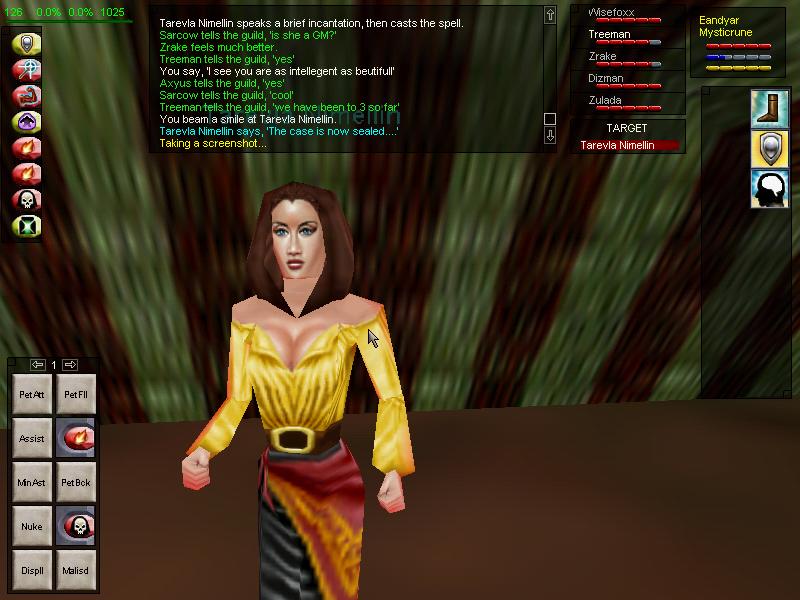 126 0.0% 0.0% 1025
Tarevla Nimellin speaks a brief incantation, then casts the spell.
Sarcow tells the guild, 'is she a GM?'
Zrake feels much better.
Treeman tells the guild, 'yes'
You say, 'I see you are as intellegent as beutifull'
Axyus tells the guild, 'yes'
Sarcow tells the guild, 'cool'
Treeman tells the guild, 'we have been to 3 so far'
You beam a smile at Tarevla Nimellin.
Tarevla Nimellin says, 'The case is now sealed....'
Taking a screenshot...
Wisefoxx
Treeman
Zrake
Dizman
Zulada
TARGET
Tarevla Nimellin
Eandyar
Mysticrune
1
PetAtt
PetFll
Assist
MinAst
PetBck
Nuke
Displl
Malisd